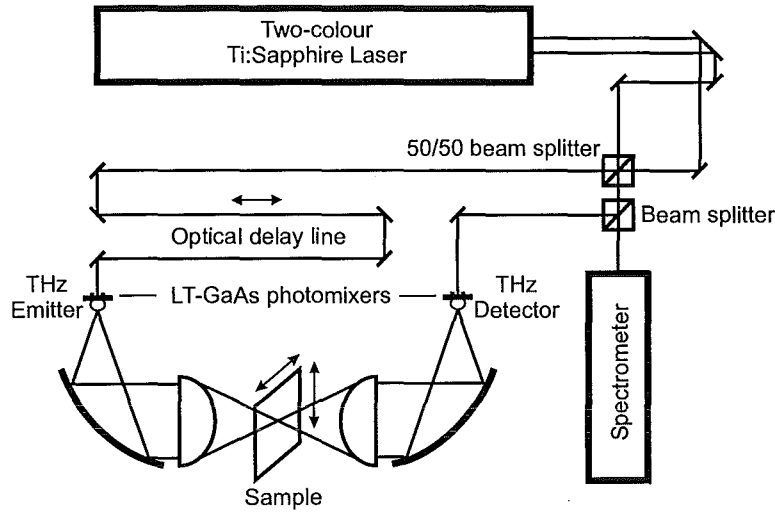 Two-colour
Ti:Sapphire Laser
50/50 beam splitter
Beam splitter
Optical delay line
THz
Emitter
LT-GaAs photomixers
THz
Detector
Spectrometer
Sample